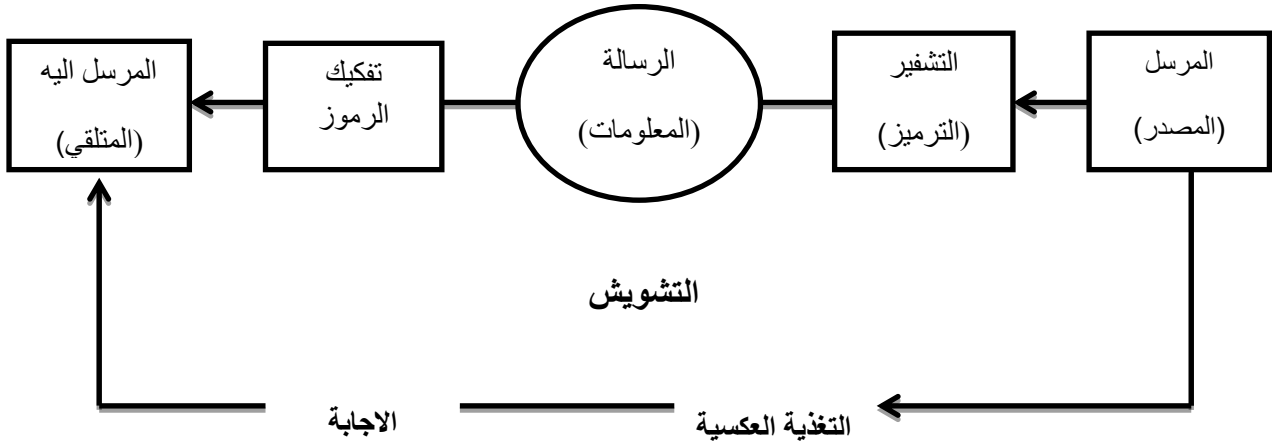 المرسل
(المصدر)
التشفير
(الترميز)
الرسالة
(المعلومات)
تفكيك
الرموز
المرسل اليه
(المتلقي)
التشويش
التغذية العكسية
الاجابة